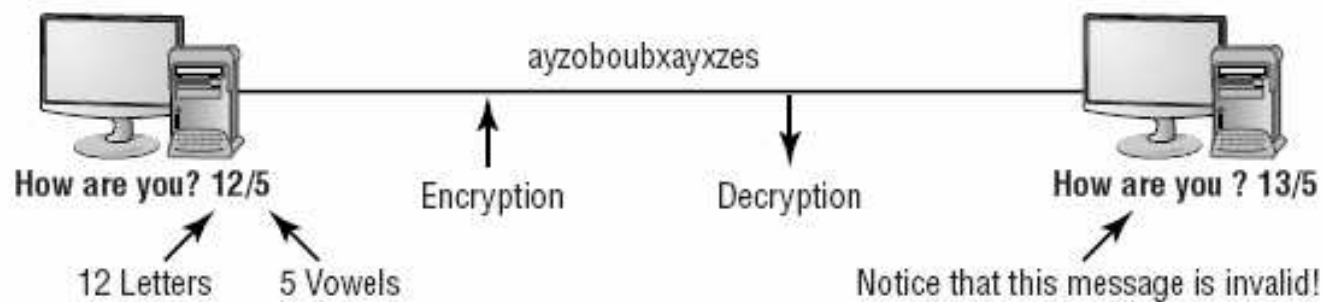 ayzoboubxayxzes
How are you? 12/5
Encryption
Decryption
How are you ? 13/5
12 Letters
5 Vowels
Notice that this message is invalid!